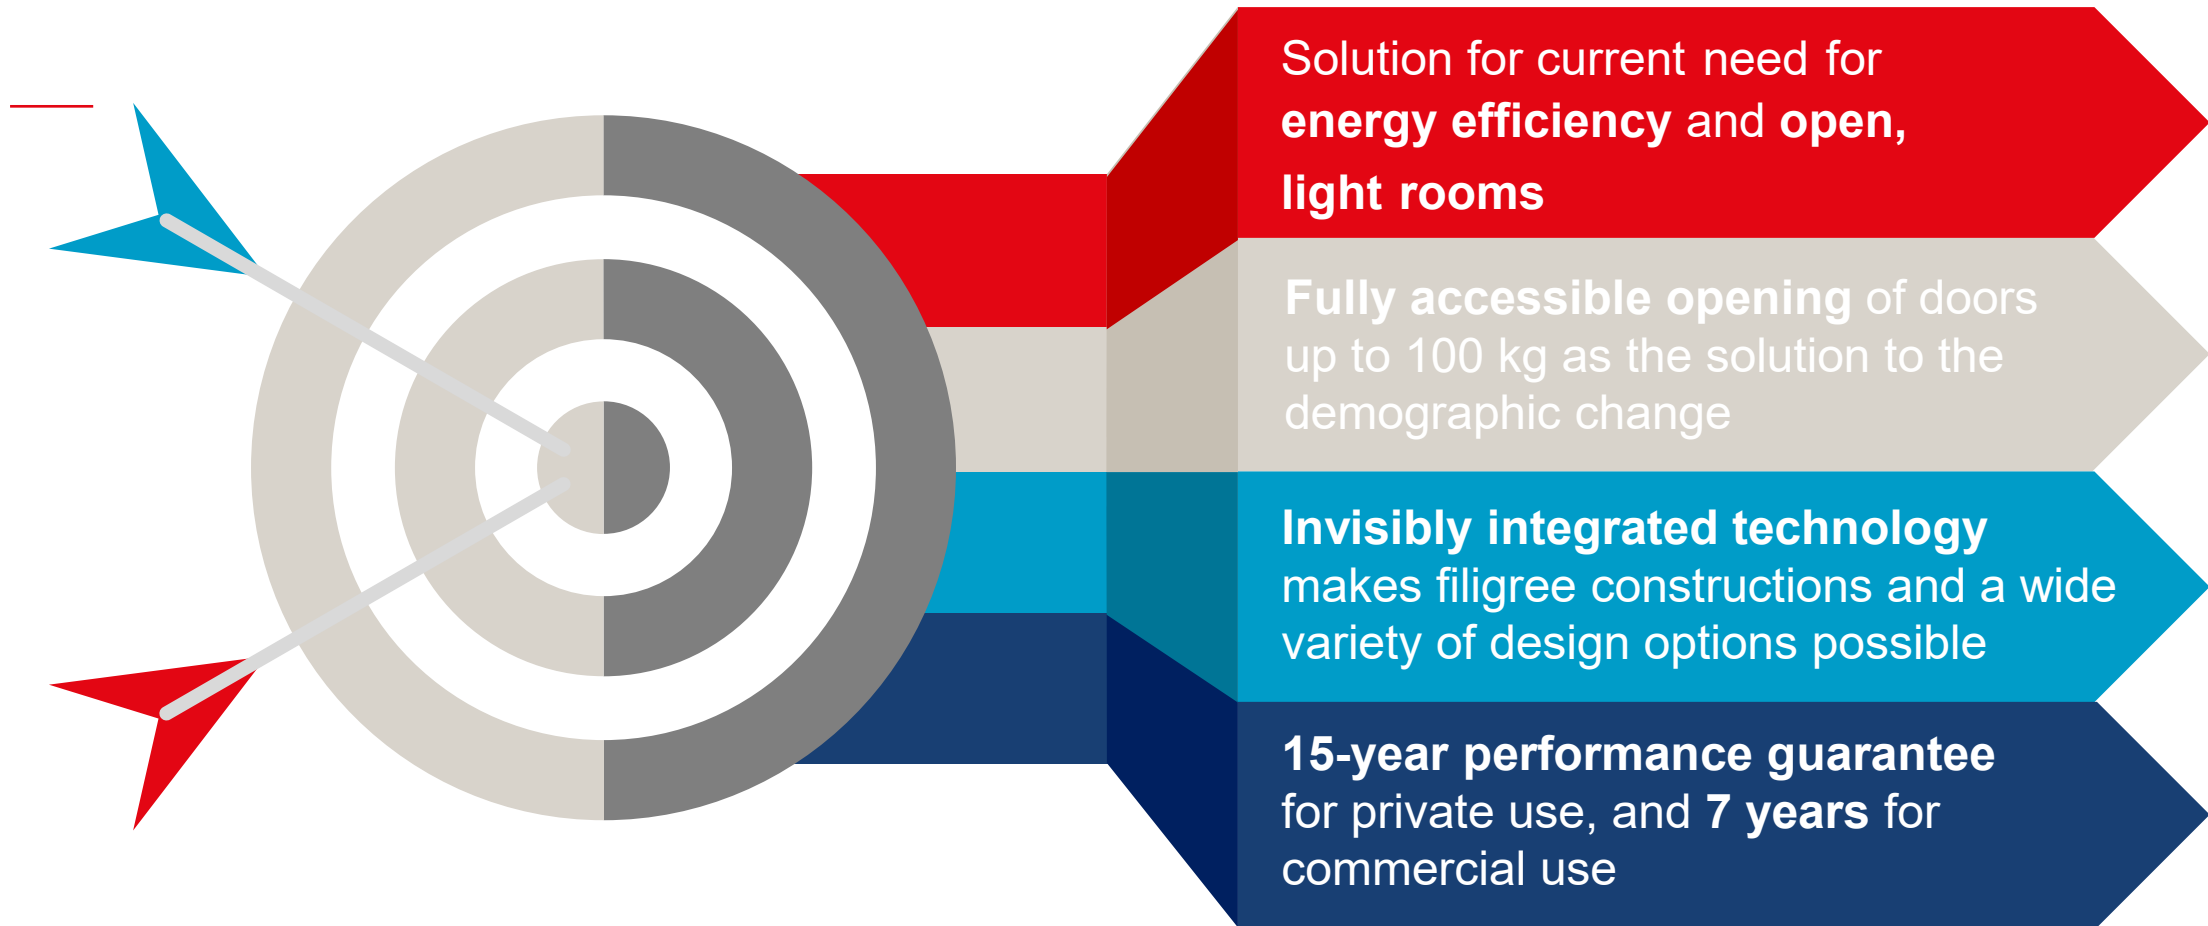 Solution for current need for
energy efficiency and open,
light rooms
Fully accessible opening of doors
up to 100 kg as the solution to the
demographic change
Invisibly integrated technology
makes filigree constructions and a wide
variety of design options possible
15-year performance guarantee
for private use, and 7 years for
commercial use